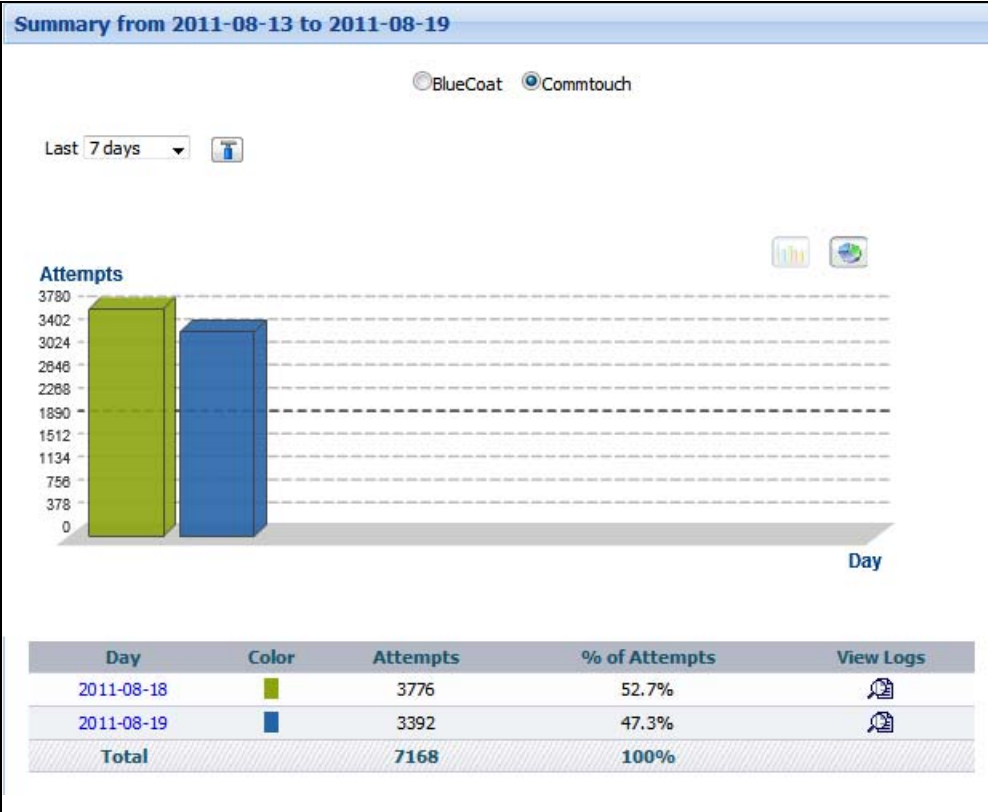 Summary from 2011-08-13 to 2011-08-19
BlueCoat Commtouch
Last 7 days
Attempts
3780
3402
3024
2646
2268
1890
1512
1134
756
378
0
Day
Day Color Attempts % of Attempts View Logs
2011-08-18 3776 52.7%
2011-08-19 3392 47.3%
Total 7168 100%